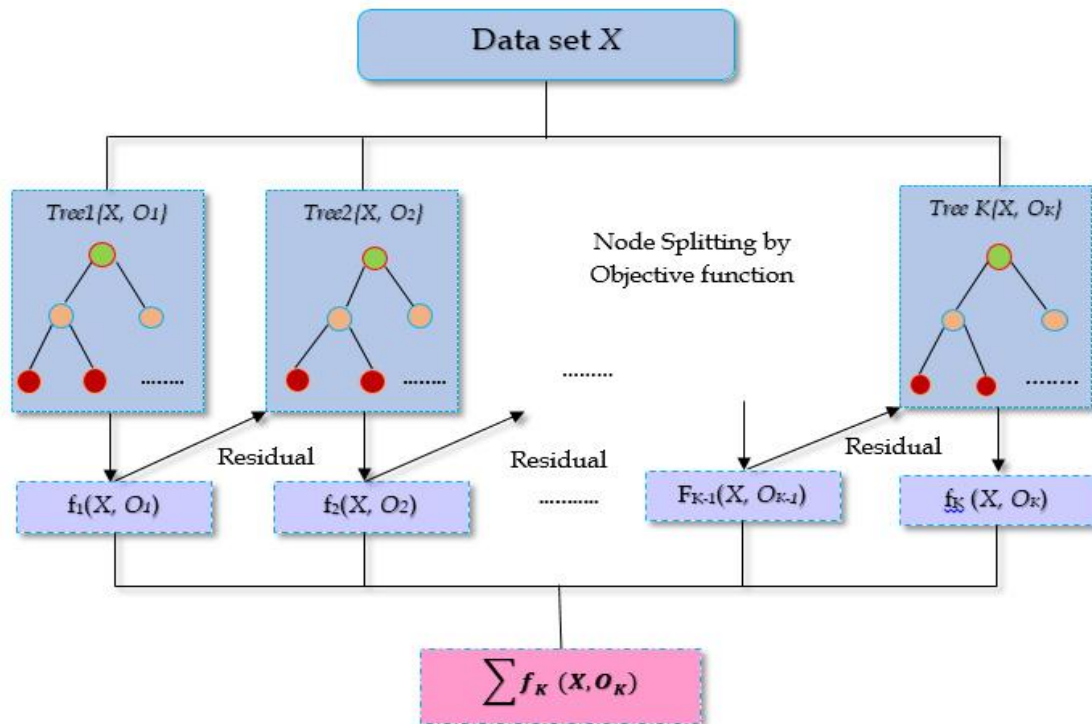 Data set X
Tree1{X, O1}
Tree2{X, O2}
Tree K{X, OK}
Node Splitting by
Objective function
.........
.........
.........
.........
Residual
Residual
Residual
f1(X, O1)
f2(X, O2)
...........
FK-1(X, OK-1)
fK (X, OK)
∑ fK (X, OK)